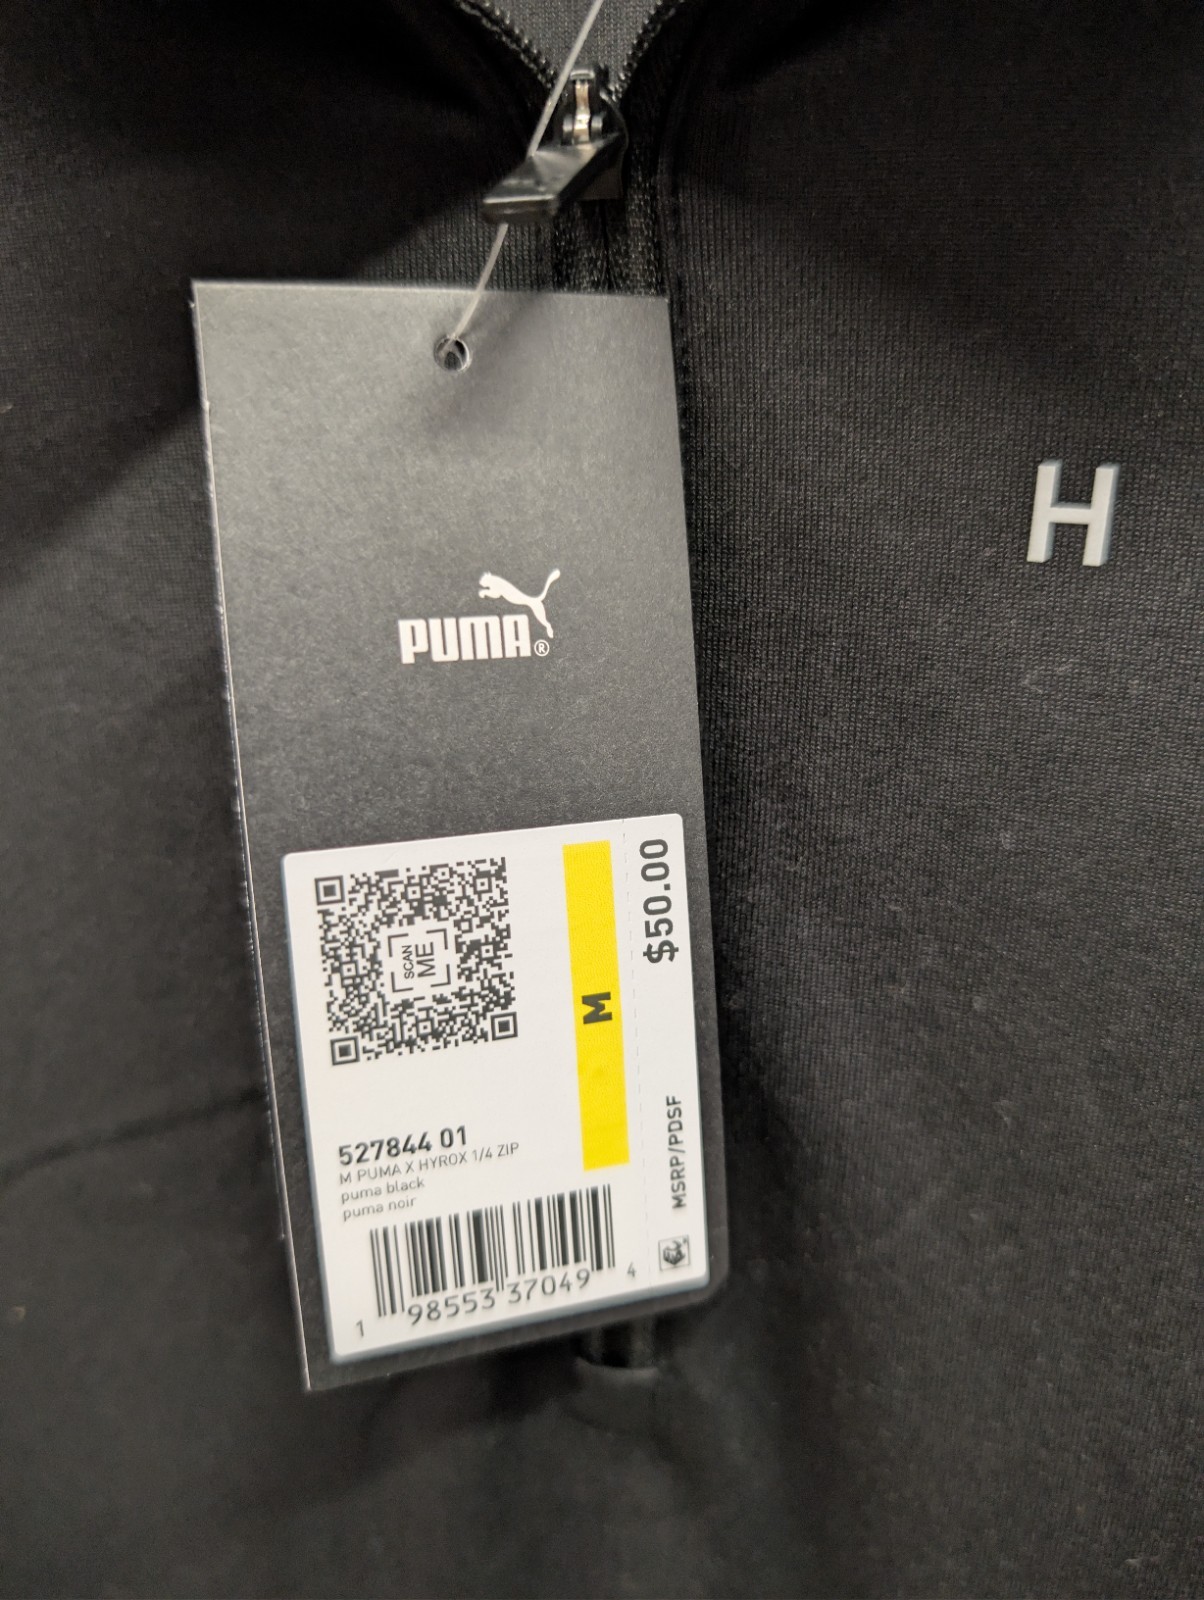 H
PUMA®
SCAN
ME
M
$50.00
MSRP/PDSF
527844 01
M PUMA X HYROX 1/4 ZIP
puma black
puma noir
1 98553 37049 4